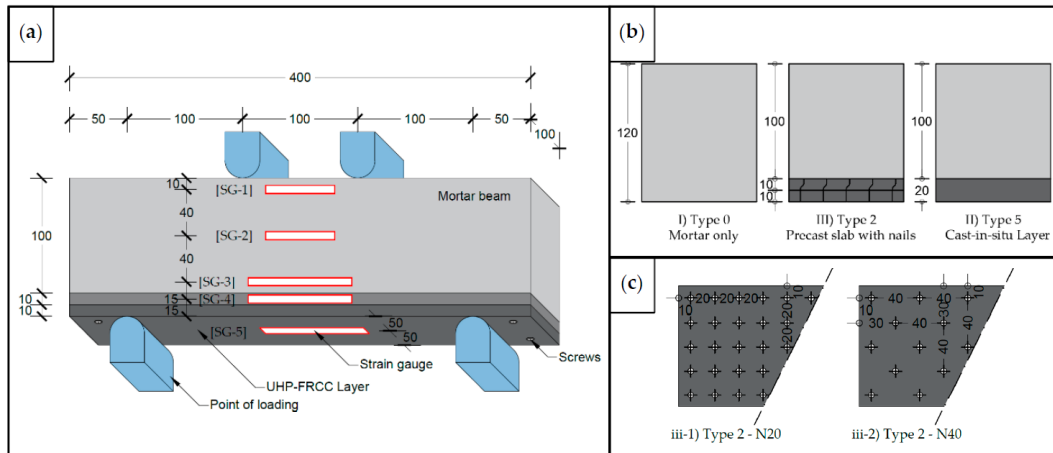 (a)
400
50
100
100
100
50
100
[SG-1]
10
Mortar beam
40
[SG-2]
100
40
[SG-3]
10
15
[SG-4]
10
15
[SG-5]
50
50
Screws
Strain gauge
UHP-FRCC Layer
Point of loading
(b)
120
100
10
10
100
20
I) Type 0
Mortar only
III) Type 2
Precast slab with nails
II) Type 5
Cast-in-situ Layer
(c)
10
20 20 20
10
20
20
iii-1) Type 2 - N20
10
40 40
30 40
30
40
40
iii-2) Type 2 - N40